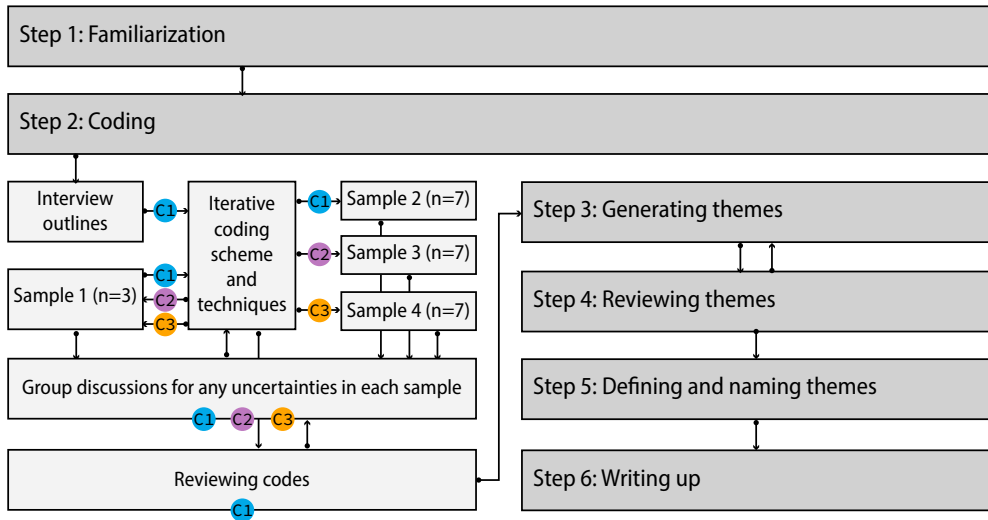 Step 1: Familiarization
Step 2: Coding
Interview
outlines
C1
Iterative
coding
scheme
and
techniques
C1
Sample 2 (n=7)
C2
Sample 3 (n=7)
C3
Sample 4 (n=7)
Sample 1 (n=3)
C1
C2
C3
Group discussions for any uncertainties in each sample
C1
C2
C3
Reviewing codes
C1
Step 3: Generating themes
Step 4: Reviewing themes
Step 5: Defining and naming themes
Step 6: Writing up